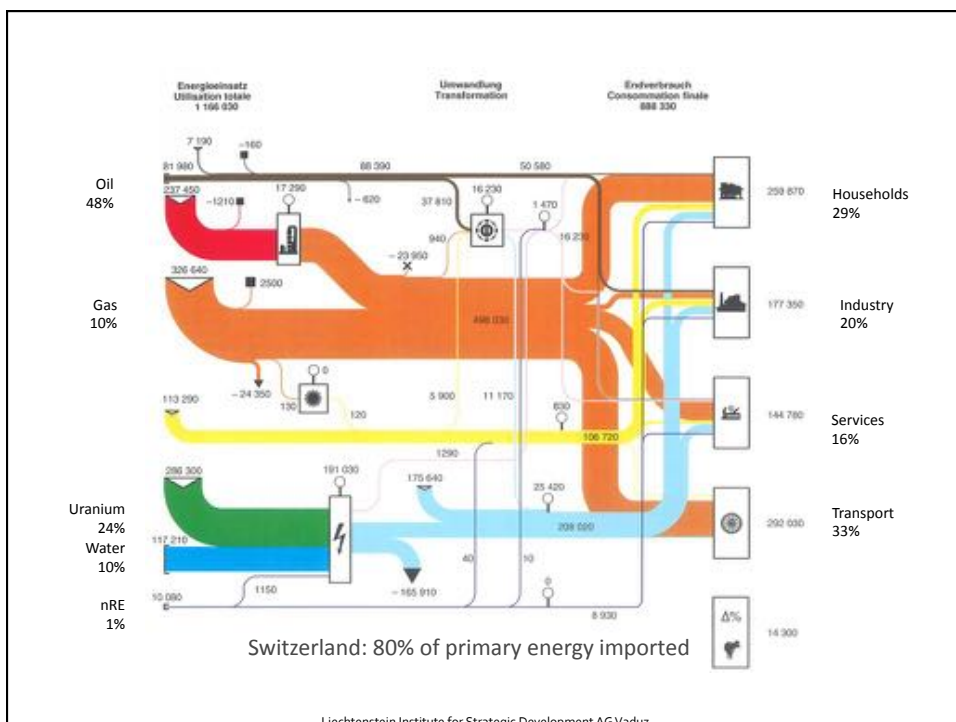 Energieeinsatz
Utilisation totale
1 166 030
Umwandlung
Transformation
Endverbrauch
Consommation finale
888 330
7 190
−160
81 980
88 390
50 580
Oil
48%
237 450
−1210
17 290
− 620
37 810
16 230
1 470
259 870
Households
29%
940
16 230
− 23 950
326 640
2500
Gas
10%
498 030
177 350
Industry
20%
− 24 350
130
0
113 290
120
5 900
11 170
630
106 720
144 780
Services
16%
1290
286 300
191 030
175 640
25 420
Uranium
24%
209 020
292 030
Transport
33%
Water
10%
117 210
− 165 910
40
10
nRE
1%
10 080
1150
0
8 930
Δ%
14 300
Switzerland: 80% of primary energy imported
Liechtenstein Institute for Strategic Development AG Vaduz